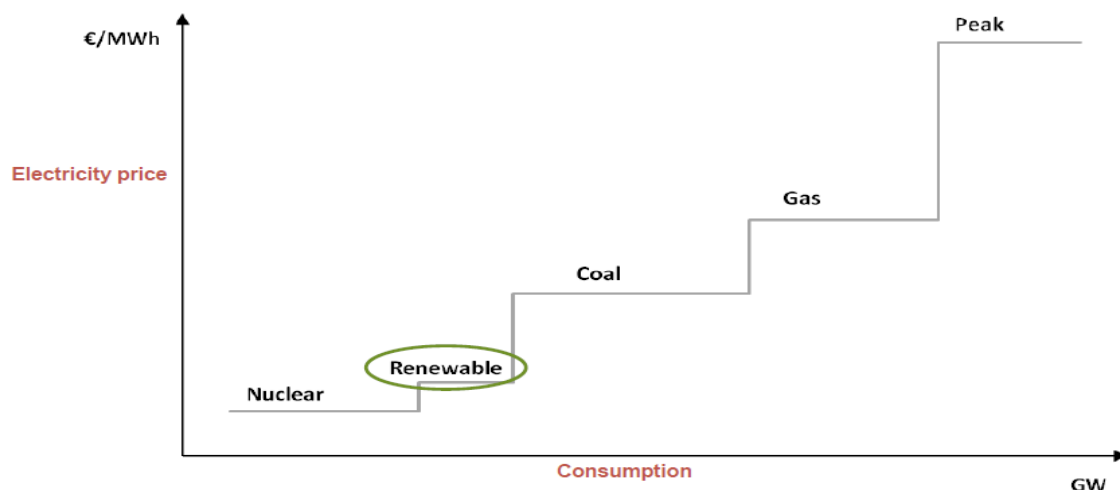 Peak
€/MWh
Electricity price
Gas
Coal
Renewable
Nuclear
Consumption
GW